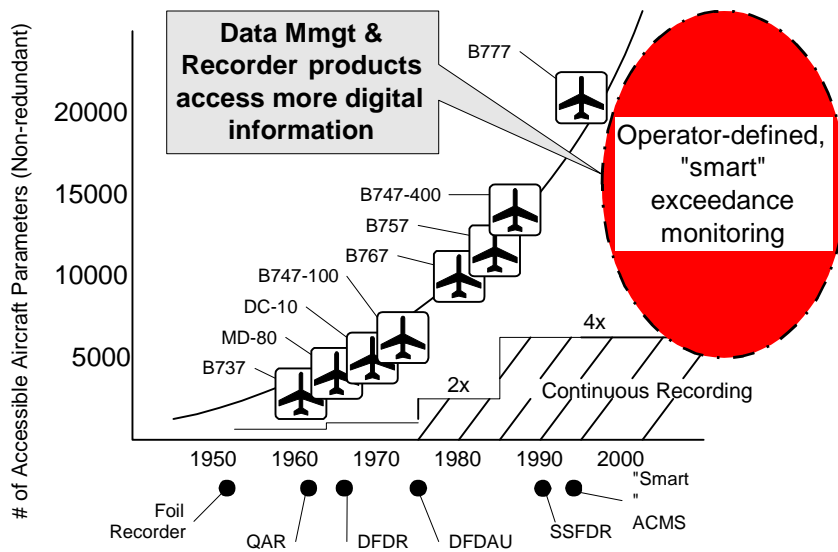 Data Mmgt &
Recorder products
access more digital
information
B777
20000
15000
10000
5000
# of Accessible Aircraft Parameters (Non-redundant)
Operator-defined,
"smart"
exceedance
monitoring
B747-400
B757
B767
B747-100
DC-10
MD-80
B737
4x
2x
Continuous Recording
1950
1960
1970
1980
1990
2000
Foil
Recorder
QAR
DFDR
DFDAU
SSFDR
"Smart
"
ACMS